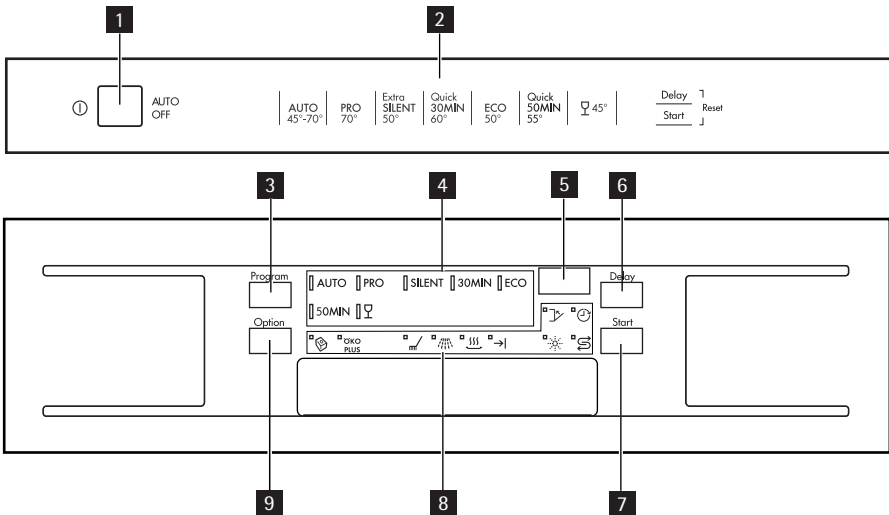 1
2
AUTO
OFF
AUTO
45°-70°
PRO
70°
Extra
SILENT
50°
Quick
30MIN
60°
ECO
50°
Quick
50MIN
55°
45°
Delay
Start
Reset
3
4
5
6
Program
AUTO PRO SILENT 30MIN ECO
50MIN
Delay
Option
Start
ÖKO
PLUS
9
8
7